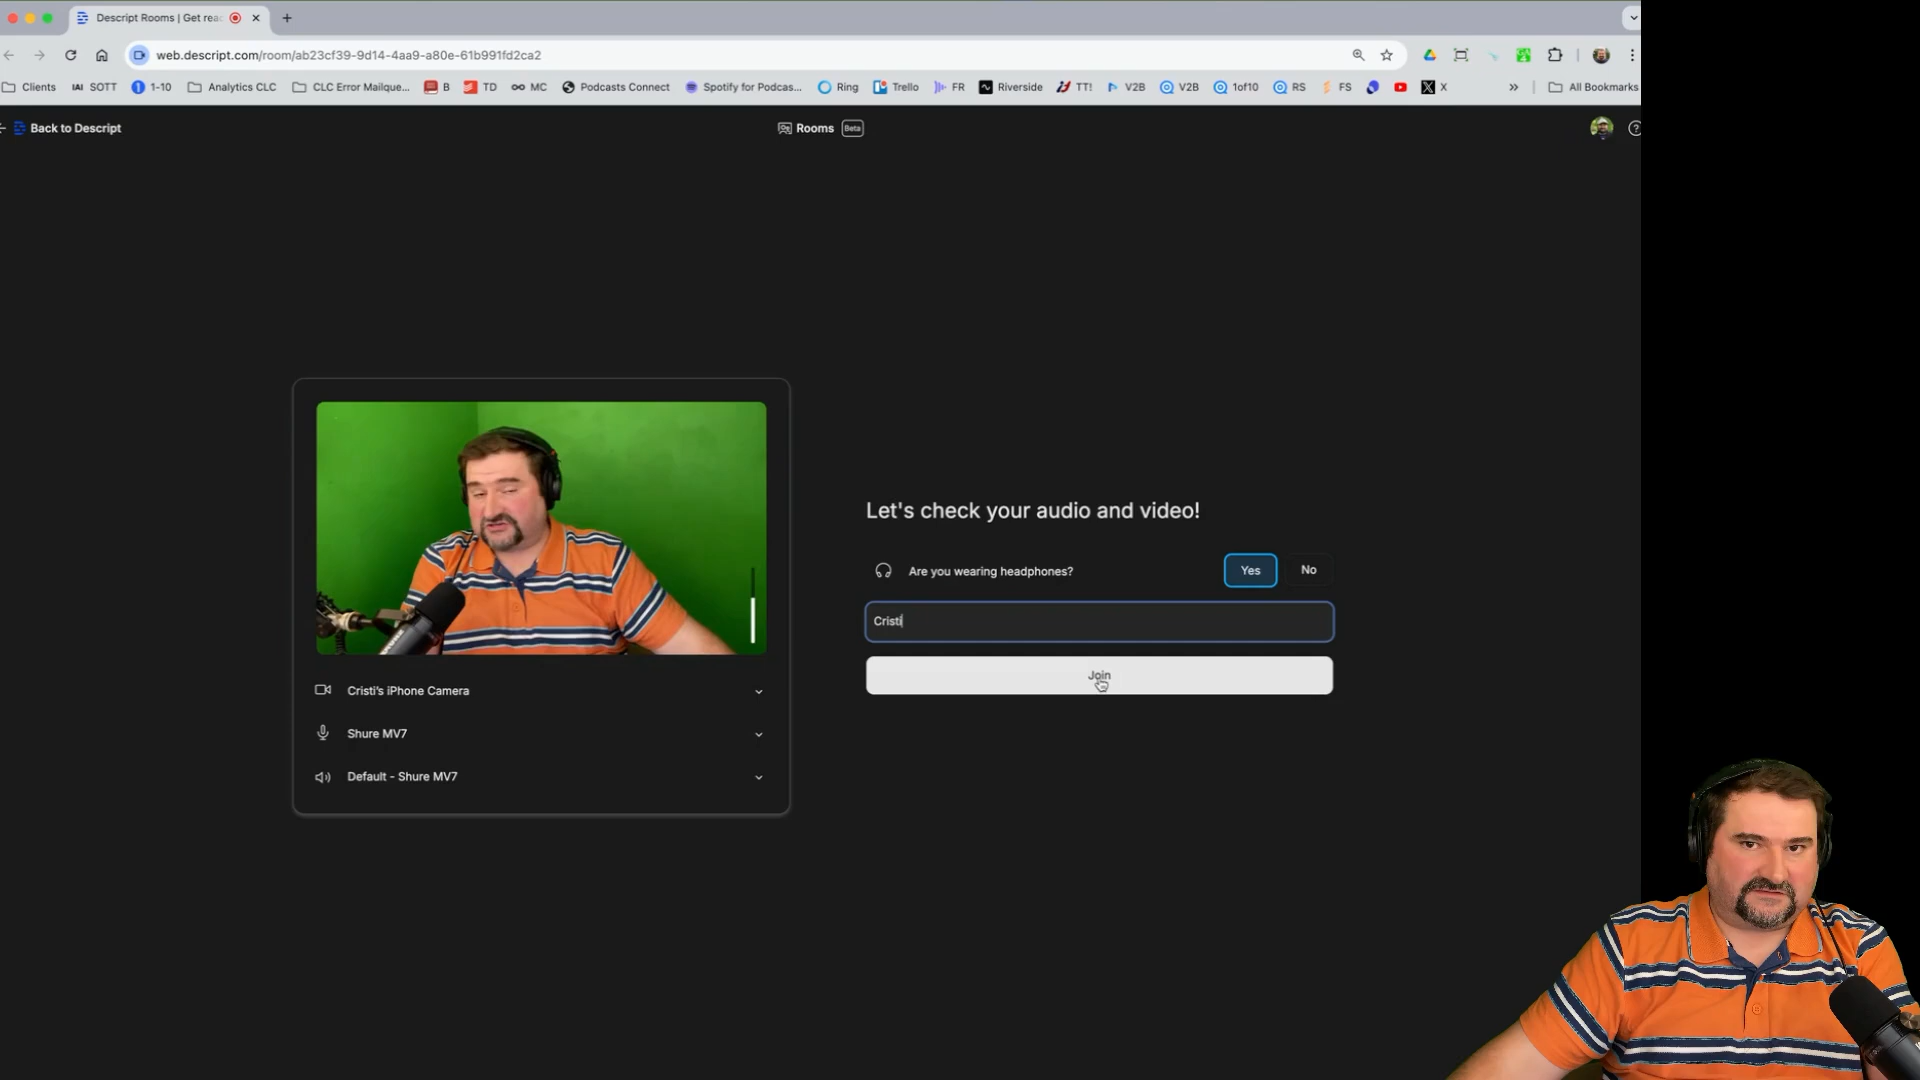 Descript Rooms | Get rea
web.descript.com/room/ab23cf39-9d14-4aa9-a80e-61b991fd2ca2
Clients SOTT 1-10 Analytics CLC CLC Error Mailque... B TD MC Podcasts Connect Spotify for Podcas... Ring Trello FR Riverside TT! V2B V2B 1of10 RS FS X All Bookmarks
Back to Descript
Rooms Beta
Let's check your audio and video!
Are you wearing headphones? Yes No
Cristi
Join
Cristi's iPhone Camera
Shure MV7
Default - Shure MV7